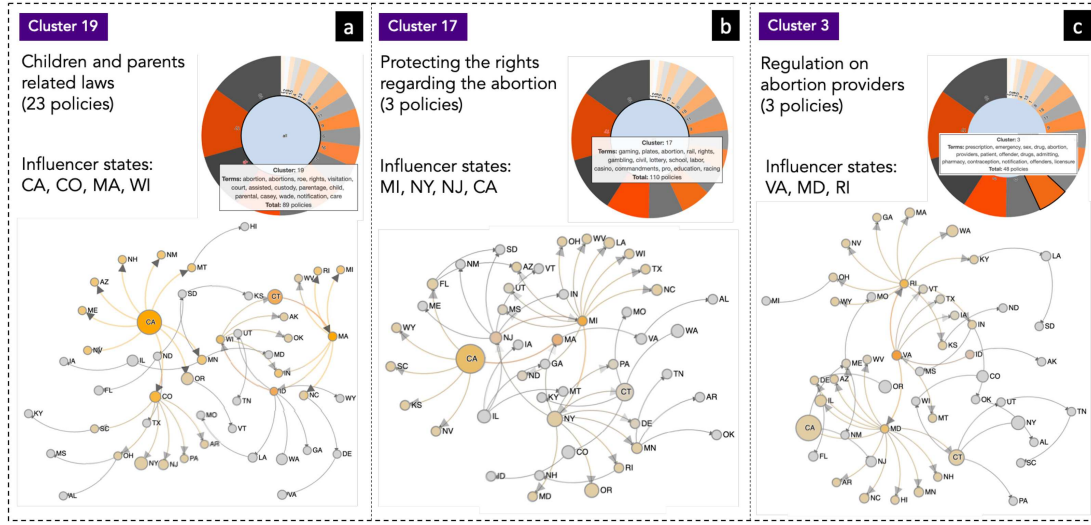 Cluster 19
a
Children and parents
related laws
(23 policies)
Influencer states:
CA, CO, MA, WI
Cluster: 19
Terms: abortion, abortions, roe, rights, visitation,
court, assisted, custody, parentage, child,
parental, casey, wade, notification, care
Total: 89 policies
HI
NM
NH
MT
AZ
SD
KS
CT
WV
RI
MI
ME
CA
AK
UT
MA
WI
OK
NV
ND
MN
MD
IA
IL
IN
OR
ID
FL
CO
TN
NC
WY
KY
SC
TX
MD
VT
MS
OH
AR
NY
NJ
PA
LA
WA
GA
DE
AL
VA
Cluster 17
b
Protecting the rights
regarding the abortion
(3 policies)
Influencer states:
MI, NY, NJ, CA
Cluster: 17
Terms: gaming, plates, abortion, rail, rights,
gambling, civil, lottery, school, labor,
casino, commandments, pro, education, racing
Total: 110 policies
SD
OH
WV
LA
NM
AZ
VT
WI
FL
UT
IN
TX
ME
MS
NC
AL
MI
MO
WY
NJ
IA
MA
VA
WA
CA
SC
GA
PA
ND
TN
KS
MT
KY
CT
AR
NV
IL
NY
DE
OK
MN
CO
ID
NH
RI
MD
OR
Cluster 3
c
Regulation on
abortion providers
(3 policies)
Influencer states:
VA, MD, RI
Cluster: 3
Terms: prescription, emergency, sex, drug, abortion,
providers, patient, offender, drugs, admitting,
pharmacy, contraception, notification, offenders, licensure
Total: 48 policies
GA
MA
WA
NV
KY
LA
OH
RI
MO
VT
MI
WY
TX
ND
IA
IN
SD
KS
ME
WV
VA
ID
AK
MS
DE
AZ
CO
OR
WI
IL
OK
UT
TN
CA
MD
MT
NY
NM
AL
FL
NJ
CT
SC
NH
AR
MN
NC
HI
PA